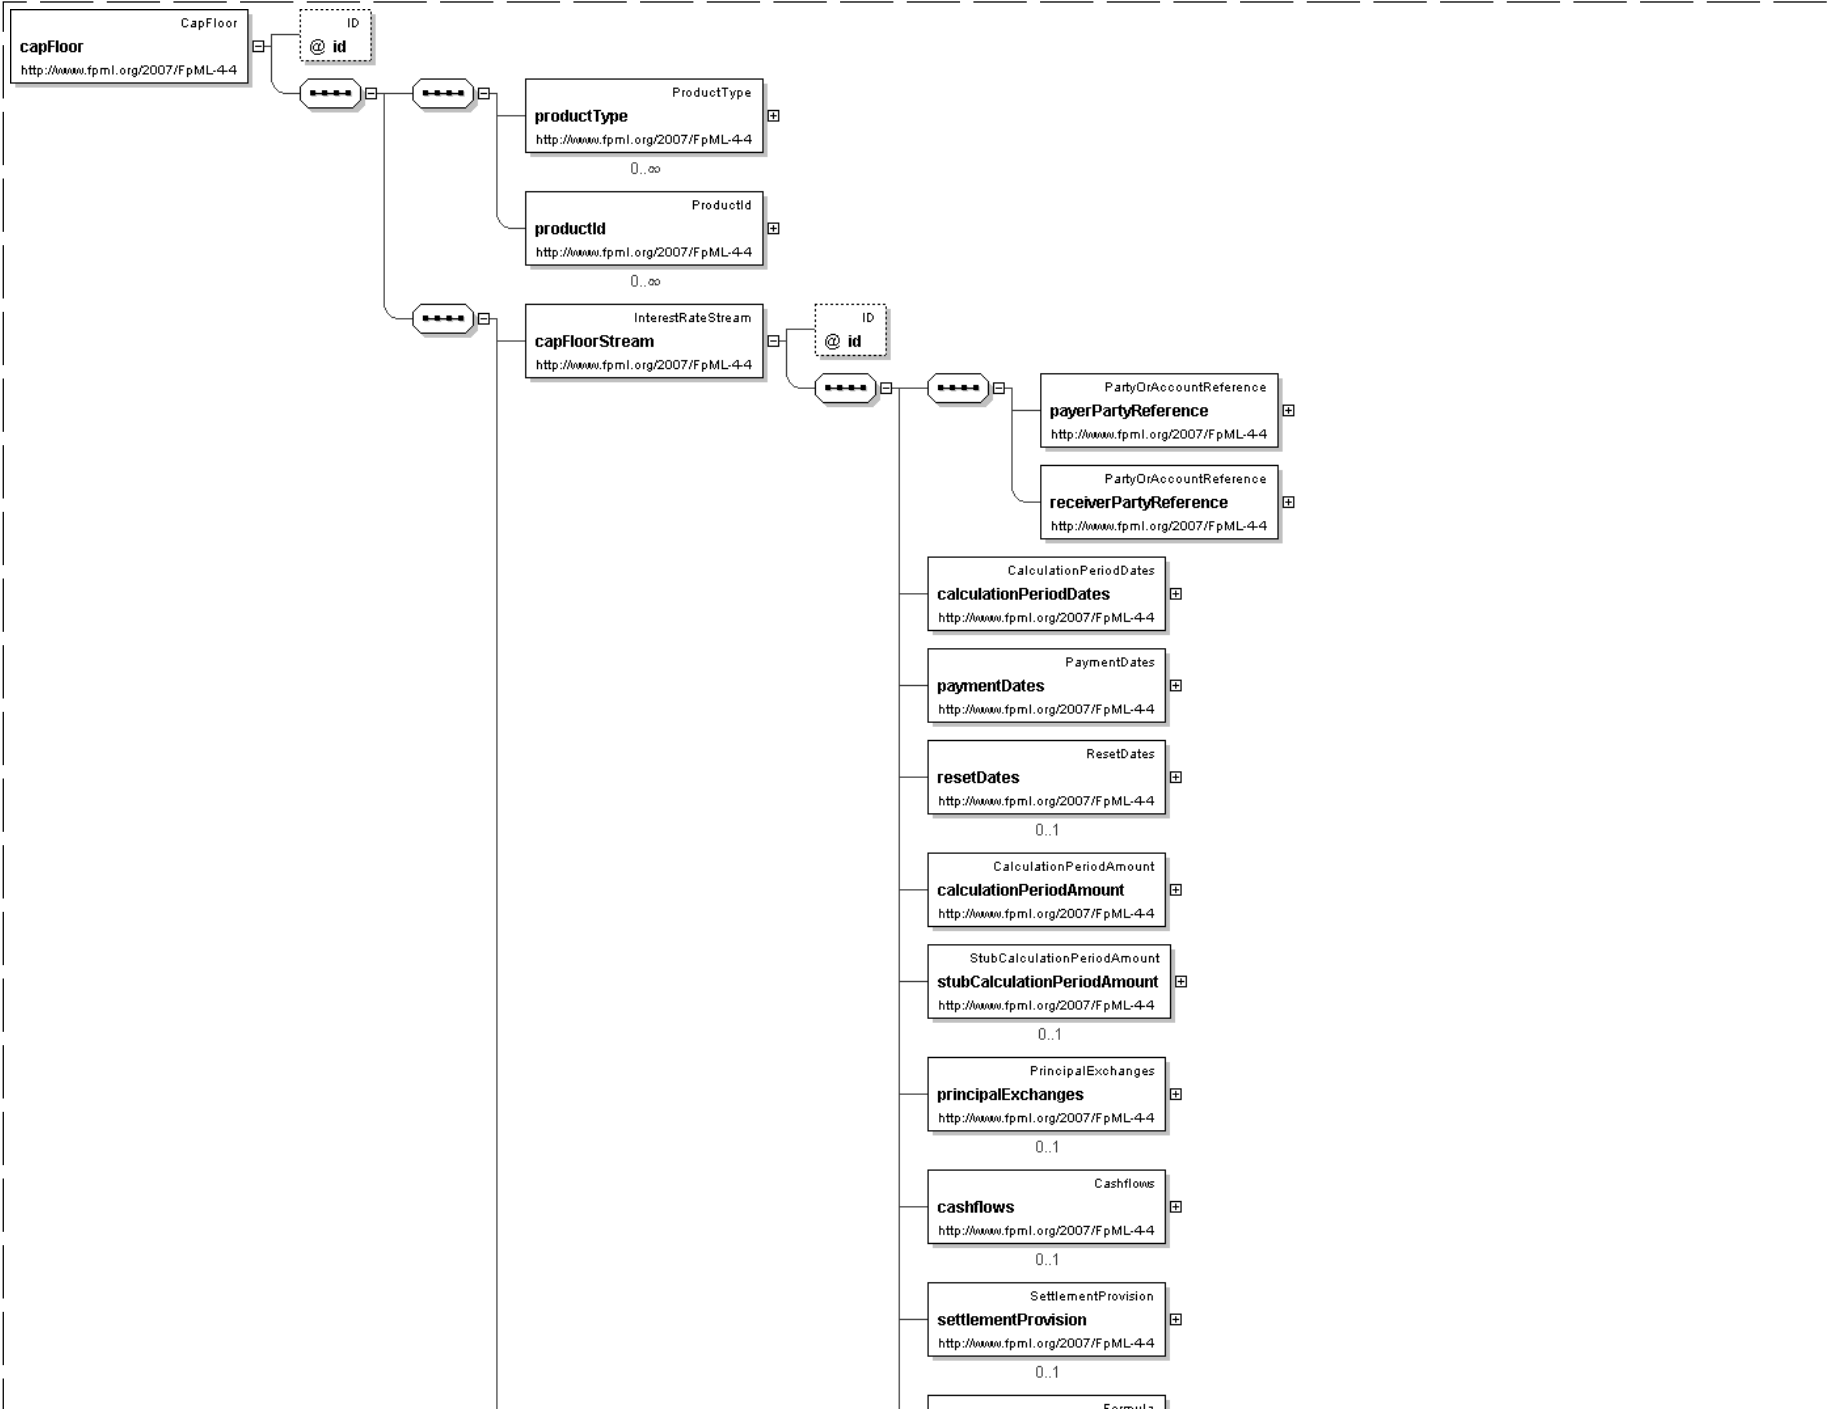 CapFloor
capFloor
http://www.fpml.org/2007/FpML-4-4
ID
@ id
ProductType
productType
http://www.fpml.org/2007/FpML-4-4
0..∞
ProductId
productId
http://www.fpml.org/2007/FpML-4-4
0..∞
InterestRateStream
capFloorStream
http://www.fpml.org/2007/FpML-4-4
ID
@ id
PartyOrAccountReference
payerPartyReference
http://www.fpml.org/2007/FpML-4-4
PartyOrAccountReference
receiverPartyReference
http://www.fpml.org/2007/FpML-4-4
CalculationPeriodDates
calculationPeriodDates
http://www.fpml.org/2007/FpML-4-4
PaymentDates
paymentDates
http://www.fpml.org/2007/FpML-4-4
ResetDates
resetDates
http://www.fpml.org/2007/FpML-4-4
0..1
CalculationPeriodAmount
calculationPeriodAmount
http://www.fpml.org/2007/FpML-4-4
StubCalculationPeriodAmount
stubCalculationPeriodAmount
http://www.fpml.org/2007/FpML-4-4
0..1
PrincipalExchanges
principalExchanges
http://www.fpml.org/2007/FpML-4-4
0..1
Cashflows
cashflows
http://www.fpml.org/2007/FpML-4-4
0..1
SettlementProvision
settlementProvision
http://www.fpml.org/2007/FpML-4-4
0..1
Formula